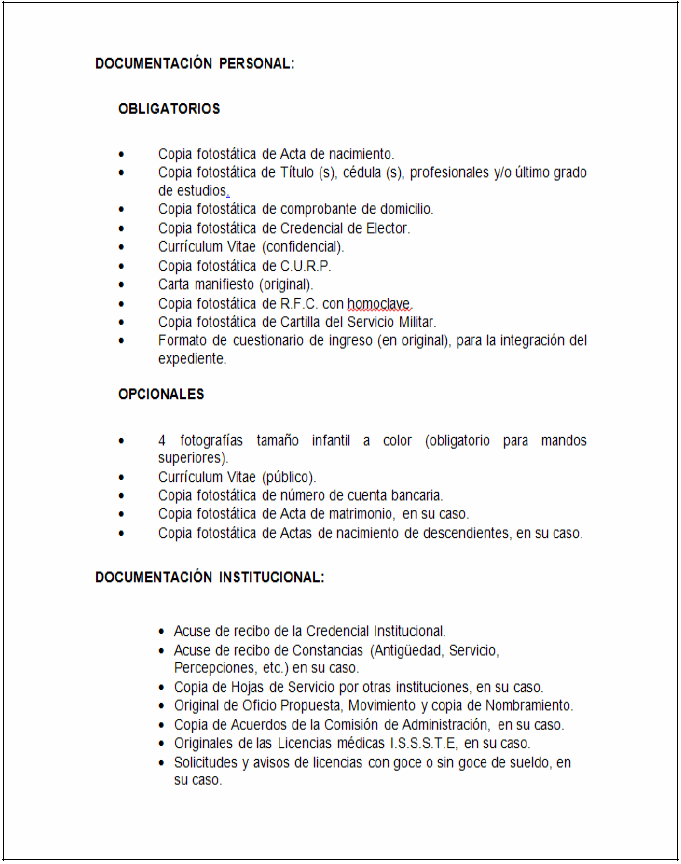 DOCUMENTACIÓN PERSONAL:
OBLIGATORIOS
• Copia fotostática de Acta de nacimiento.
• Copia fotostática de Título (s), cédula (s), profesionales y/o último grado
de estudios.
• Copia fotostática de comprobante de domicilio.
• Copia fotostática de Credencial de Elector.
• Currículum Vitae (confidencial).
• Copia fotostática de C.U.R.P.
• Carta manifiesto (original).
• Copia fotostática de R.F.C. con homoclave.
• Copia fotostática de Cartilla del Servicio Militar.
• Formato de cuestionario de ingreso (en original), para la integración del
expediente.
OPCIONALES
• 4 fotografías tamaño infantil a color (obligatorio para mandos
superiores).
• Currículum Vitae (público).
• Copia fotostática de número de cuenta bancaria.
• Copia fotostática de Acta de matrimonio, en su caso.
• Copia fotostática de Actas de nacimiento de descendientes, en su caso.
DOCUMENTACIÓN INSTITUCIONAL:
• Acuse de recibo de la Credencial Institucional.
• Acuse de recibo de Constancias (Antigüedad, Servicio,
Percepciones, etc.) en su caso.
• Copia de Hojas de Servicio por otras instituciones, en su caso.
• Original de Oficio Propuesta, Movimiento y copia de Nombramiento.
• Copia de Acuerdos de la Comisión de Administración, en su caso.
• Originales de las Licencias médicas I.S.S.S.T.E, en su caso.
• Solicitudes y avisos de licencias con goce o sin goce de sueldo, en
su caso.